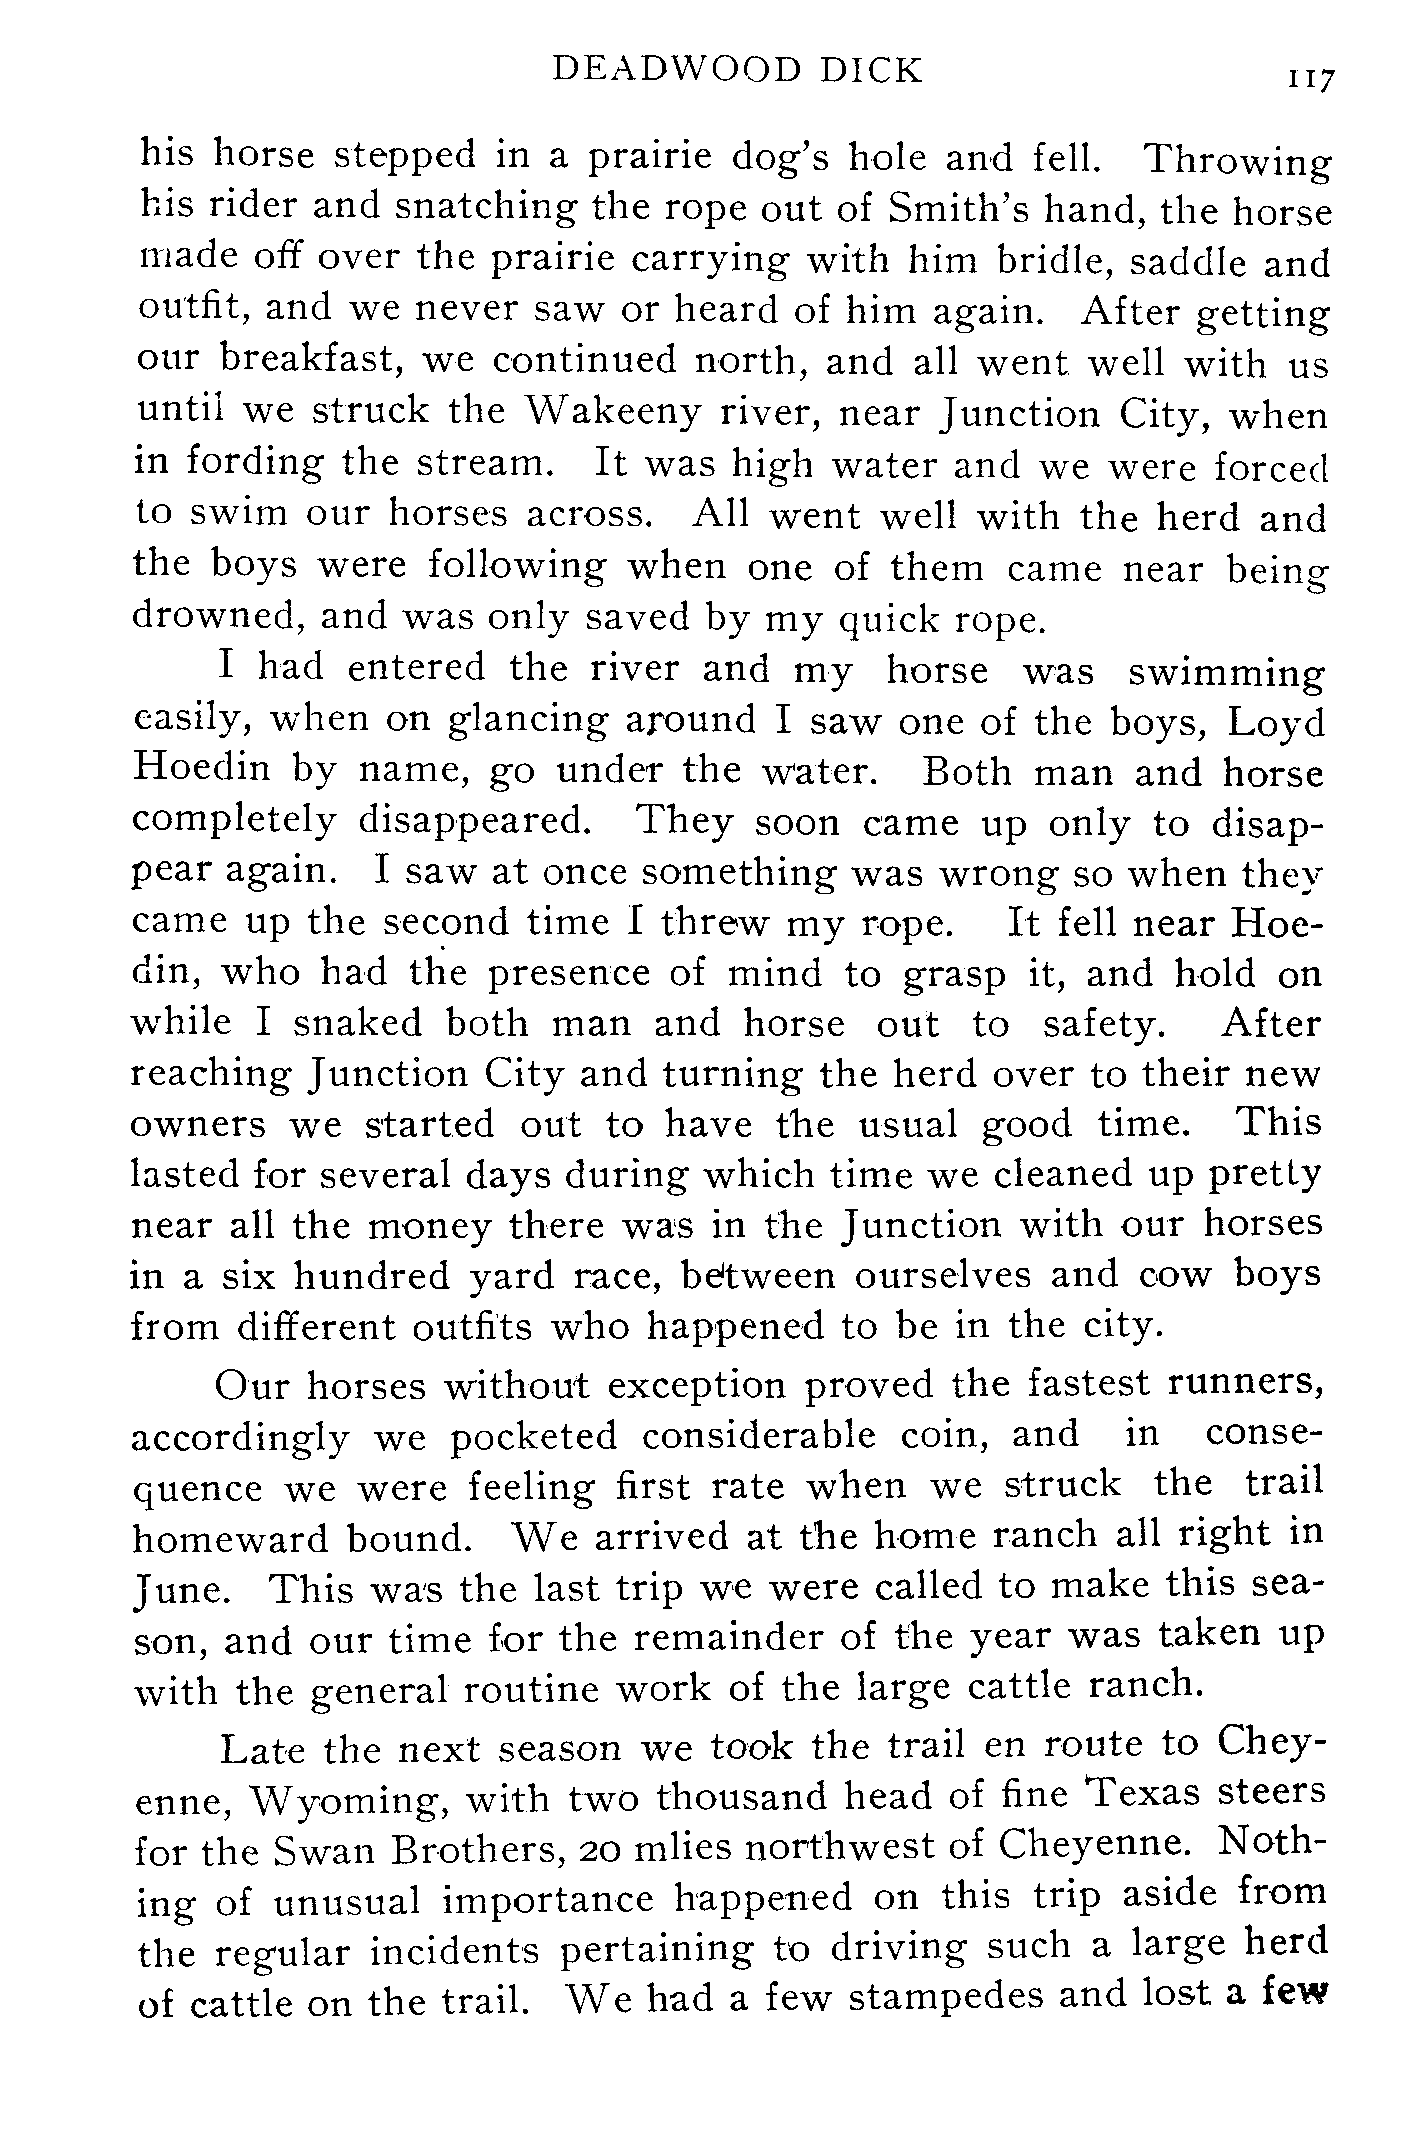 DEADWOOD DICK 117
his horse stepped in a prairie dog's hole and fell. Throwing
his rider and snatching the rope out of Smith's hand, the horse
made off over the prairie carrying with him bridle, saddle and
outfit, and we never saw or heard of him again. After getting
our breakfast, we continued north, and all went well with us
until we struck the Wakeeny river, near Junction City, when
in fording the stream. It was high water and we were forced
to swim our horses across. All went well with the herd and
the boys were following when one of them came near being
drowned, and was only saved by my quick rope.
I had entered the river and my horse was swimming
easily, when on glancing around I saw one of the boys, Loyd
Hoedin by name, go under the water. Both man and horse
completely disappeared. They soon came up only to disap-
pear again. I saw at once something was wrong so when they
came up the second time I threw my rope. It fell near Hoe-
din, who had the presence of mind to grasp it, and hold on
while I snaked both man and horse out to safety. After
reaching Junction City and turning the herd over to their new
owners we started out to have the usual good time. This
lasted for several days during which time we cleaned up pretty
near all the money there was in the Junction with our horses
in a six hundred yard race, between ourselves and cow boys
from different outfits who happened to be in the city.
Our horses without exception proved the fastest runners,
accordingly we pocketed considerable coin, and in conse-
quence we were feeling first rate when we struck the trail
homeward bound. We arrived at the home ranch all right in
June. This was the last trip we were called to make this sea-
son, and our time for the remainder of the year was taken up
with the general routine work of the large cattle ranch.
Late the next season we took the trail en route to Chey-
enne, Wyoming, with two thousand head of fine Texas steers
for the Swan Brothers, 20 mlies northwest of Cheyenne. Noth-
ing of unusual importance happened on this trip aside from
the regular incidents pertaining to driving such a large herd
of cattle on the trail. We had a few stampedes and lost a few